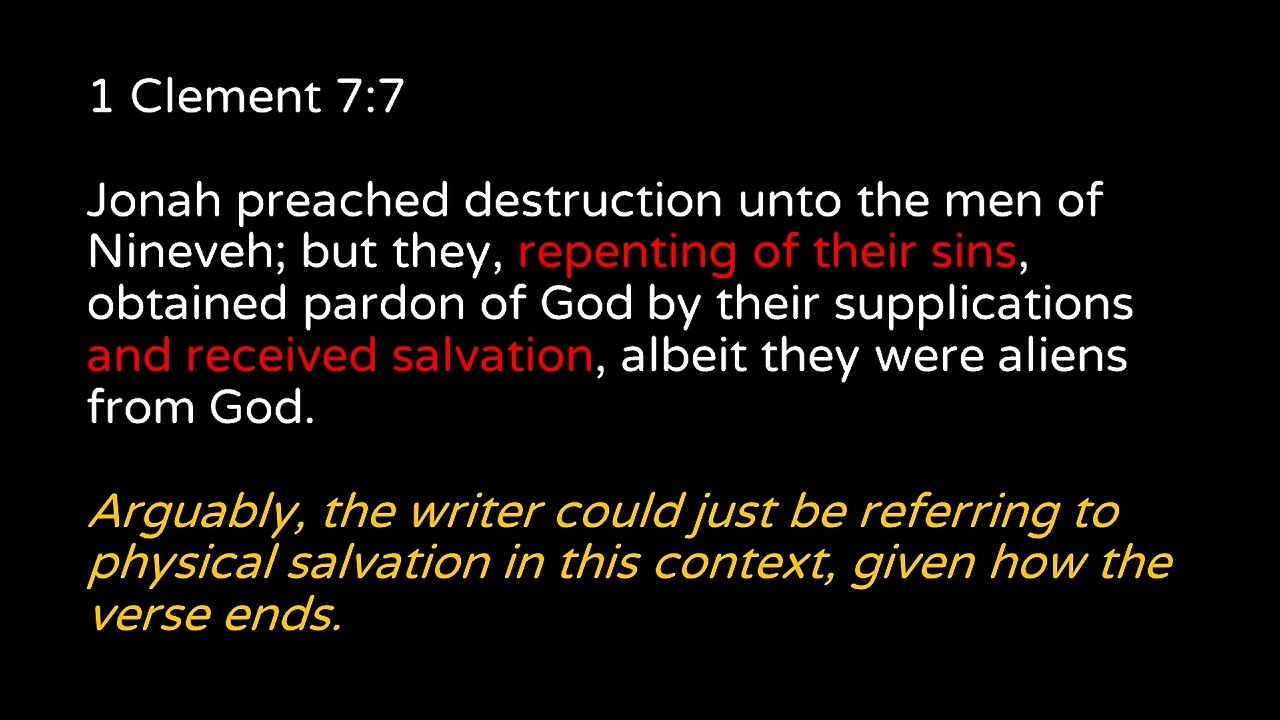 1 Clement 7:7
Jonah preached destruction unto the men of
Nineveh; but they, repenting of their sins,
obtained pardon of God by their supplications
and received salvation, albeit they were aliens
from God.
Arguably, the writer could just be referring to
physical salvation in this context, given how the
verse ends.